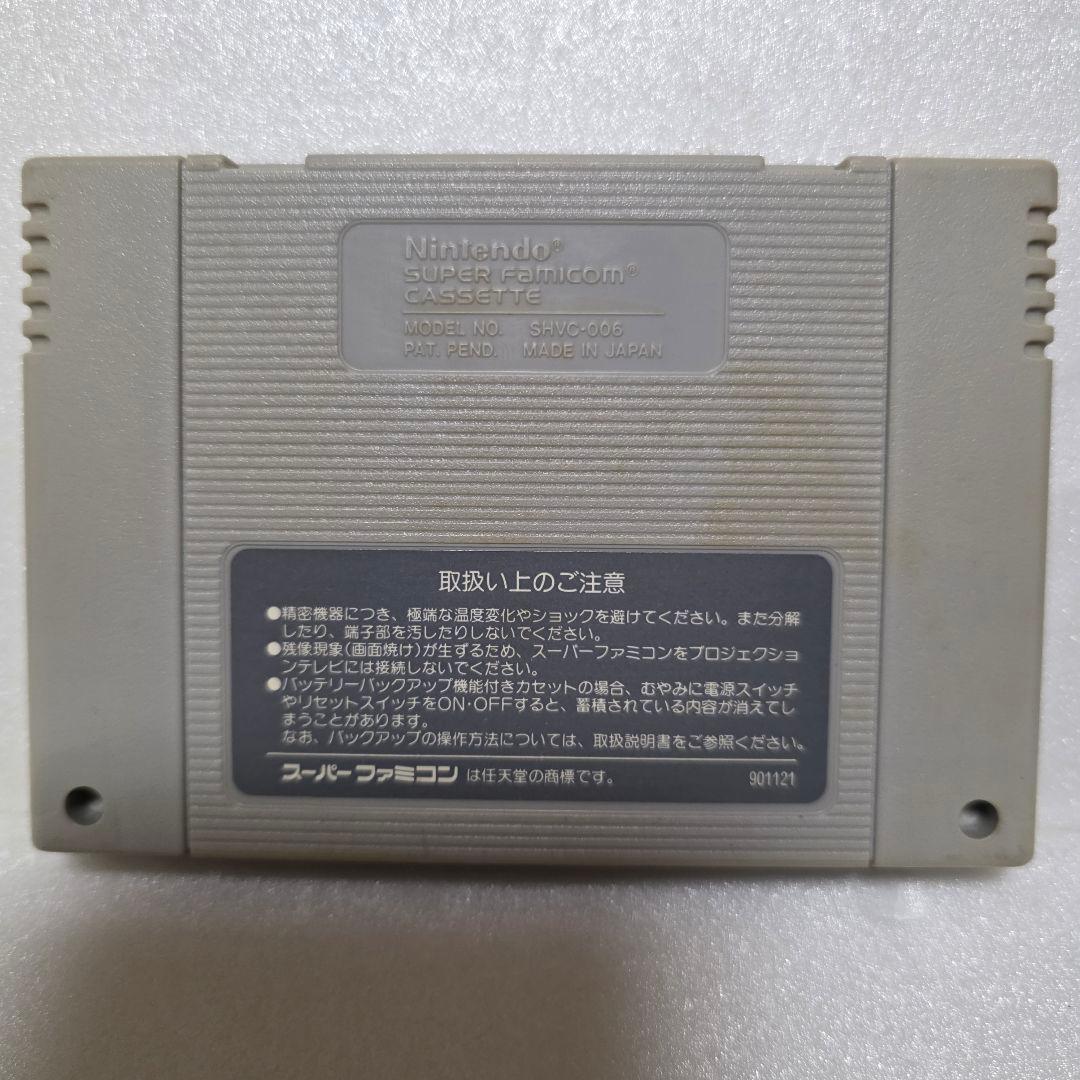 Nintendo®
SUPER FAMICOM®
CASSETTE
MODEL NO. SHVC-006
PAT. PEND. MADE IN JAPAN
取扱い上のご注意
●精密機器につき、極端な温度変化やショックを避けてください。また分解
したり、端子部を汚したりしないでください。
●残像現象(画面焼け)が生ずるため、スーパーファミコンをプロジェクショ
ンテレビには接続しないでください。
●バッテリーバックアップ機能付きカセットの場合、むやみに電源スイッチ
やリセットスイッチをON・OFFすると、蓄積されている内容が消えてし
まうことがあります。
なお、バックアップの操作方法については、取扱説明書をご参照ください。
スーパーファミコン は任天堂の商標です。 901121